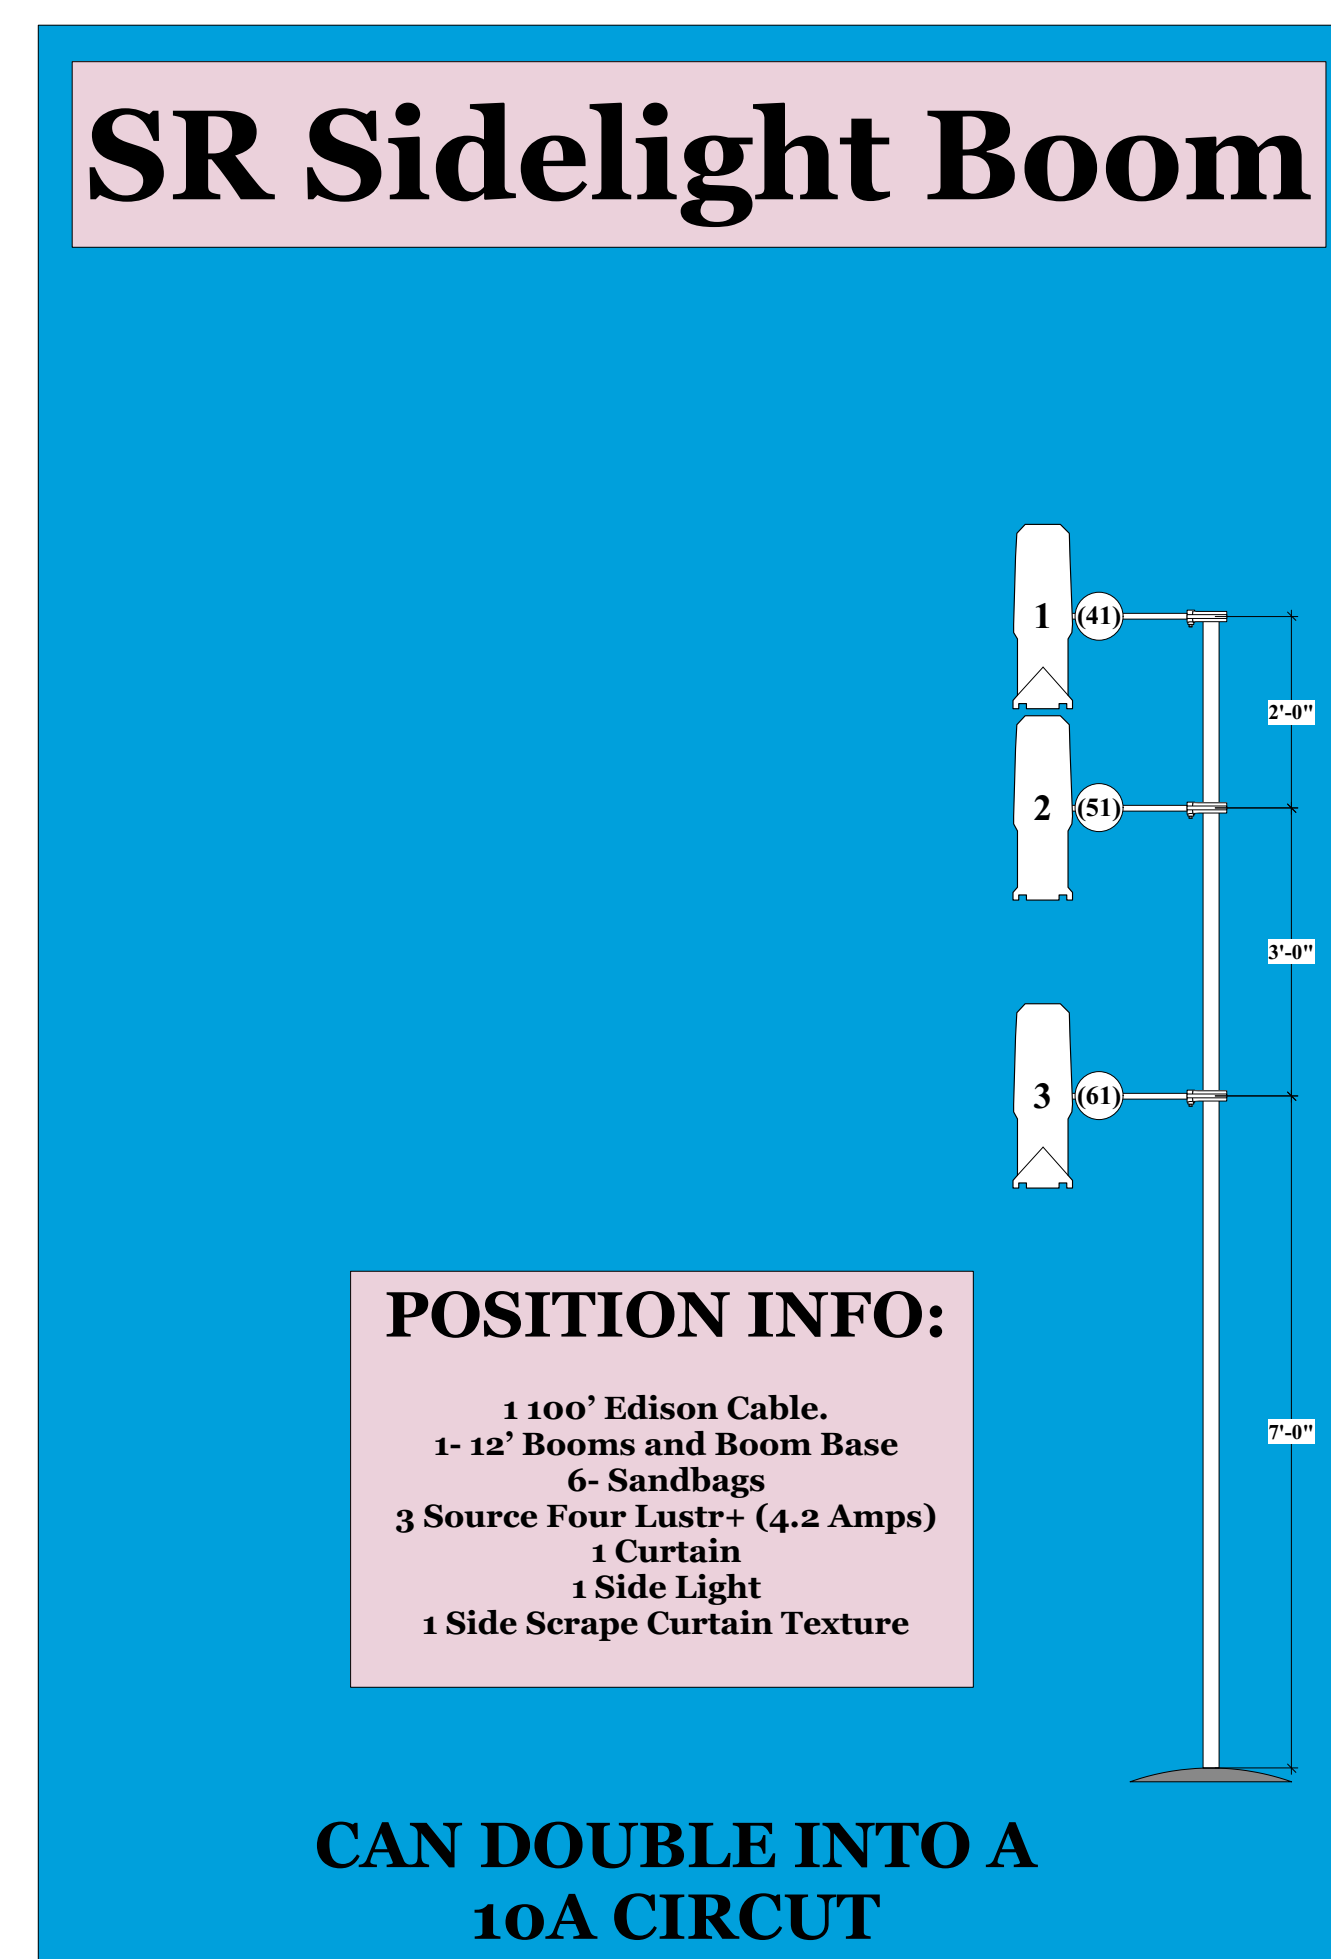 SR Sidelight Boom
1 (41)
2'-0"
2 (51)
3'-0"
3 (61)
POSITION INFO:
1 100’ Edison Cable.
1- 12’ Booms and Boom Base
6- Sandbags
3 Source Four Lustr+ (4.2 Amps)
1 Curtain
1 Side Light
1 Side Scrape Curtain Texture
7'-0"
CAN DOUBLE INTO A
10A CIRCUT